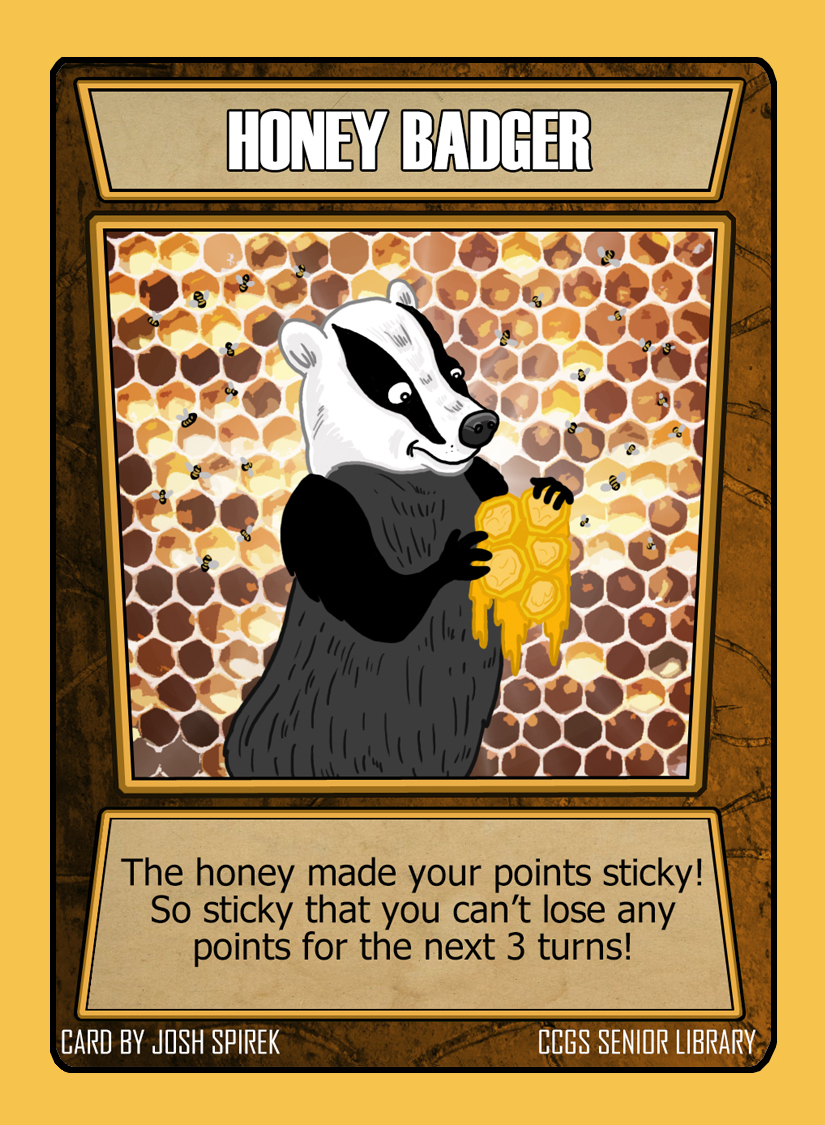 HONEY BADGER
The honey made your points sticky!
So sticky that you can’t lose any
points for the next 3 turns!
CARD BY JOSH SPIREK
CCGS SENIOR LIBRARY